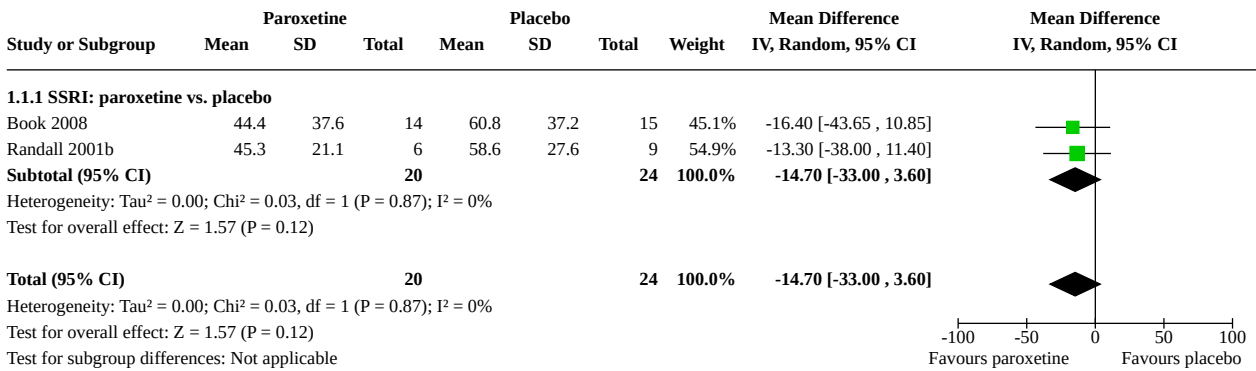 Paroxetine Placebo Mean Difference Mean Difference
Study or Subgroup Mean SD Total Mean SD Total Weight IV, Random, 95% CI IV, Random, 95% CI
1.1.1 SSRI: paroxetine vs. placebo
Book 2008 44.4 37.6 14 60.8 37.2 15 45.1% -16.40 [-43.65 , 10.85]
Randall 2001b 45.3 21.1 6 58.6 27.6 9 54.9% -13.30 [-38.00 , 11.40]
Subtotal (95% CI) 20 24 100.0% -14.70 [-33.00 , 3.60]
Heterogeneity: Tau² = 0.00; Chi² = 0.03, df = 1 (P = 0.87); I² = 0%
Test for overall effect: Z = 1.57 (P = 0.12)
Total (95% CI) 20 24 100.0% -14.70 [-33.00 , 3.60]
Heterogeneity: Tau² = 0.00; Chi² = 0.03, df = 1 (P = 0.87); I² = 0%
Test for overall effect: Z = 1.57 (P = 0.12)
-100 -50 0 50 100
Test for subgroup differences: Not applicable
Favours paroxetine Favours placebo